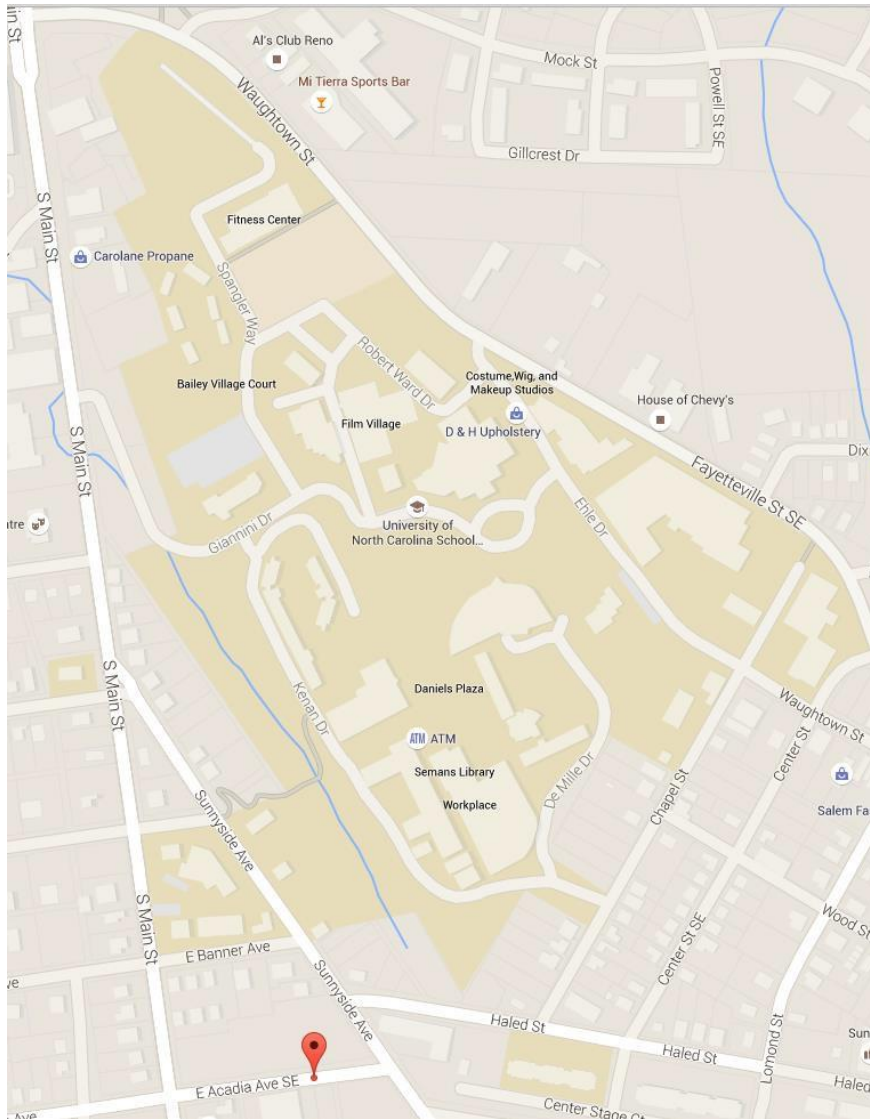 Main St
Al's Club Reno
Mi Tierra Sports Bar
Waughtown St
Mock St
Powell St SE
Gillcrest Dr
S Main St
Fitness Center
Carolane Propane
Spangler Way
Robert Ward Dr
Costume,Wig, and
Makeup Studios
Bailey Village Court
House of Chevy's
Film Village
D & H Upholstery
S Main St
Dix
Fayetteville St SE
Ehle Dr
University of
North Carolina School...
Giannini Dr
S Main St
Kenan Dr
Daniels Plaza
Waughtown St
ATM
ATM
Center St
Semans Library
De Mille Dr
Chapel St
Workplace
Salem Fa
Sunnyside Ave
S Main St
Wood St
Center St SE
E Banner Ave
Sunnyside Ave
Haled St
Haled St
Lomond St
Sun
Haled
E Acadia Ave SE
Center Stage C